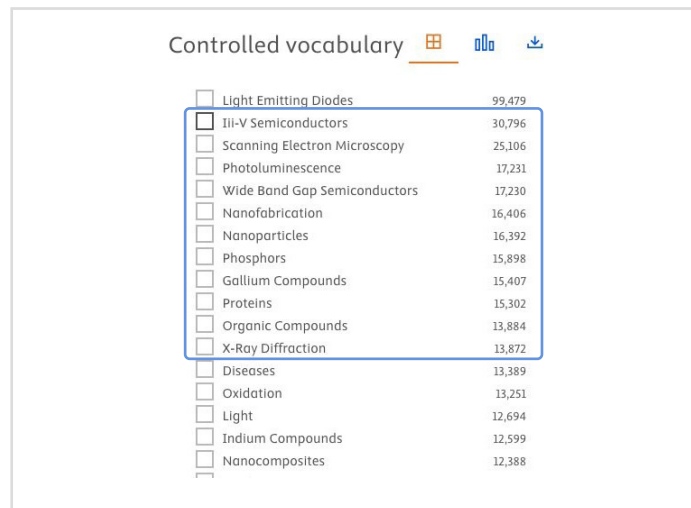 Controlled vocabulary
Light Emitting Diodes 99,479
Iii-V Semiconductors 30,796
Scanning Electron Microscopy 25,106
Photoluminescence 17,231
Wide Band Gap Semiconductors 17,230
Nanofabrication 16,406
Nanoparticles 16,392
Phosphors 15,898
Gallium Compounds 15,407
Proteins 15,302
Organic Compounds 13,884
X-Ray Diffraction 13,872
Diseases 13,389
Oxidation 13,251
Light 12,694
Indium Compounds 12,599
Nanocomposites 12,388